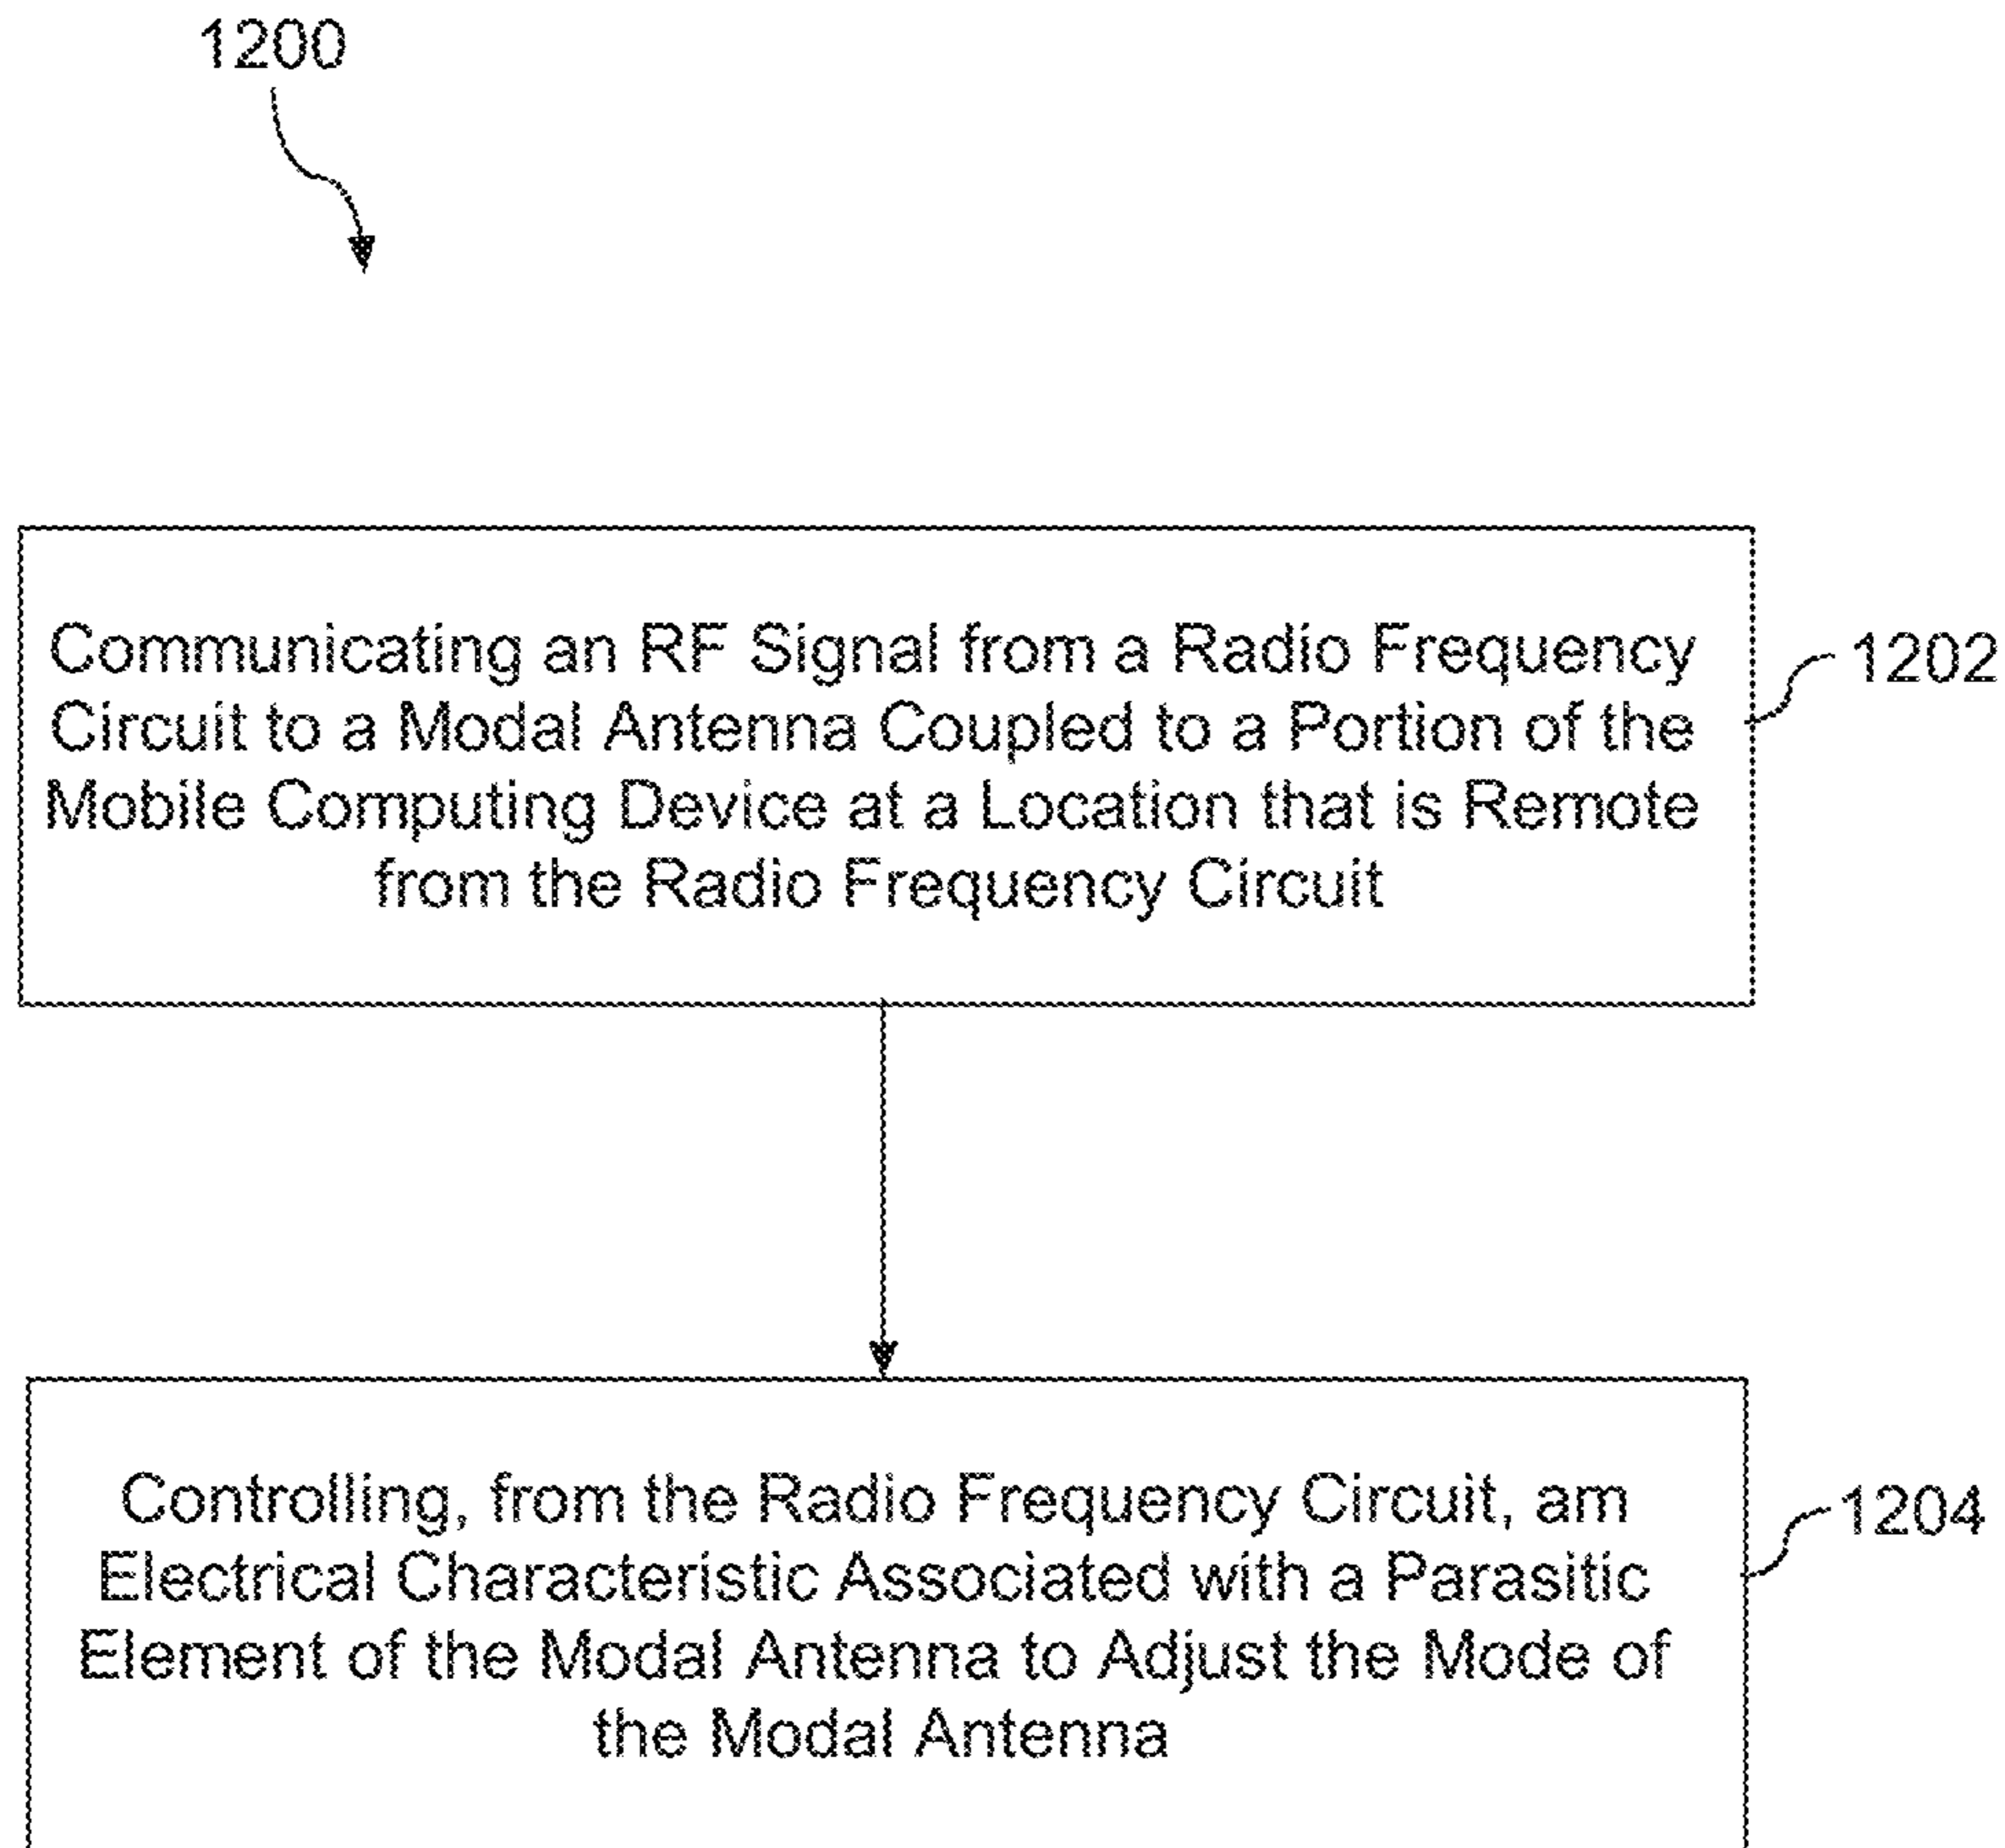 1200
Communicating an RF Signal from a Radio Frequency
Circuit to a Modal Antenna Coupled to a Portion of the
Mobile Computing Device at a Location that is Remote
from the Radio Frequency Circuit
1202
Controlling, from the Radio Frequency Circuit, am
Electrical Characteristic Associated with a Parasitic
Element of the Modal Antenna to Adjust the Mode of
the Modal Antenna
1204